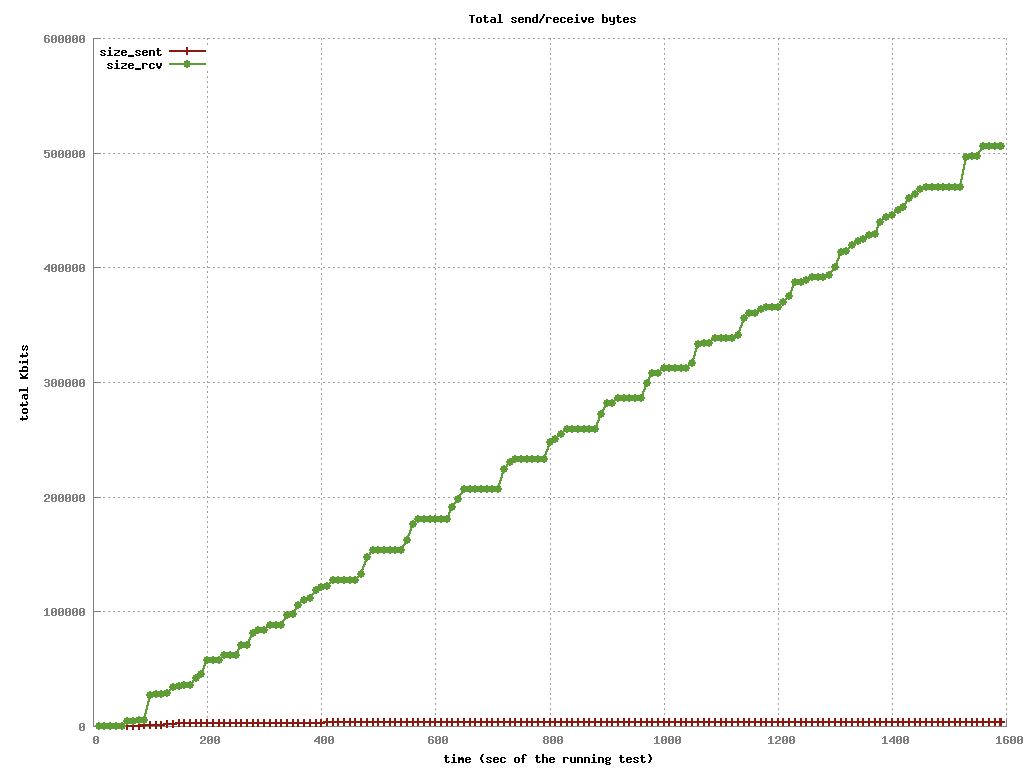 Total send/receive bytes
600000
size_sent
size_rcv
500000
400000
total Kbits
300000
200000
100000
0
0 200 400 600 800 1000 1200 1400 1600
time (sec of the running test)